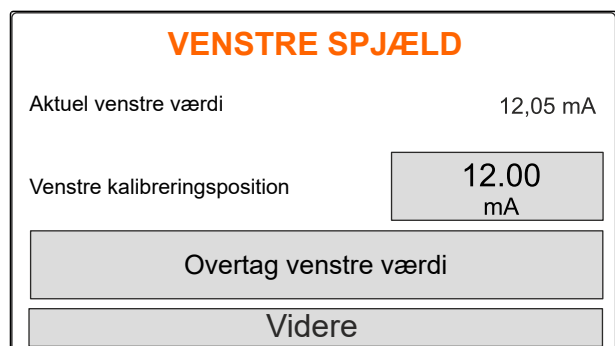 VENSTRE SPJÆLD
Aktuel venstre værdi 12,05 mA
Venstre kalibreringsposition 12.00 mA
Overtag venstre værdi
Videre